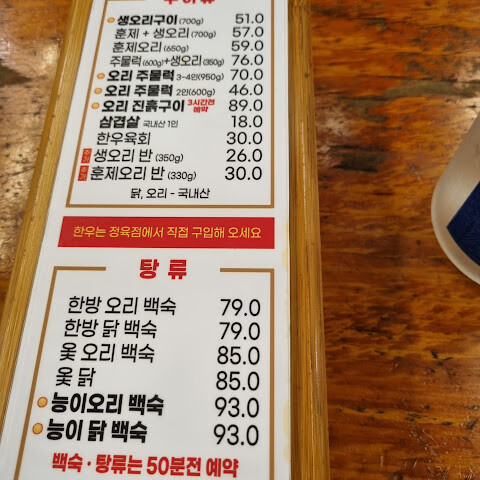 생오리구이 (700g) 51.0
훈제 + 생오리 (700g) 57.0
훈제오리 (650g) 59.0
주물럭 (600g)+생오리 (350g) 76.0
오리 주물럭 3~4인(950g) 70.0
오리 주물럭 2인(600g) 46.0
오리 진흙구이 3시간전 예약 89.0
삼겹살 국내산 1인 18.0
한우육회 30.0
생오리 반 (350g) 26.0
훈제오리 반 (330g) 30.0
닭, 오리 - 국내산
한우는 정육점에서 직접 구입해 오세요
탕 류
한방 오리 백숙 79.0
한방 닭 백숙 79.0
옻 오리 백숙 85.0
옻 닭 85.0
능이오리 백숙 93.0
능이 닭 백숙 93.0
백숙 · 탕류는 50분전 예약